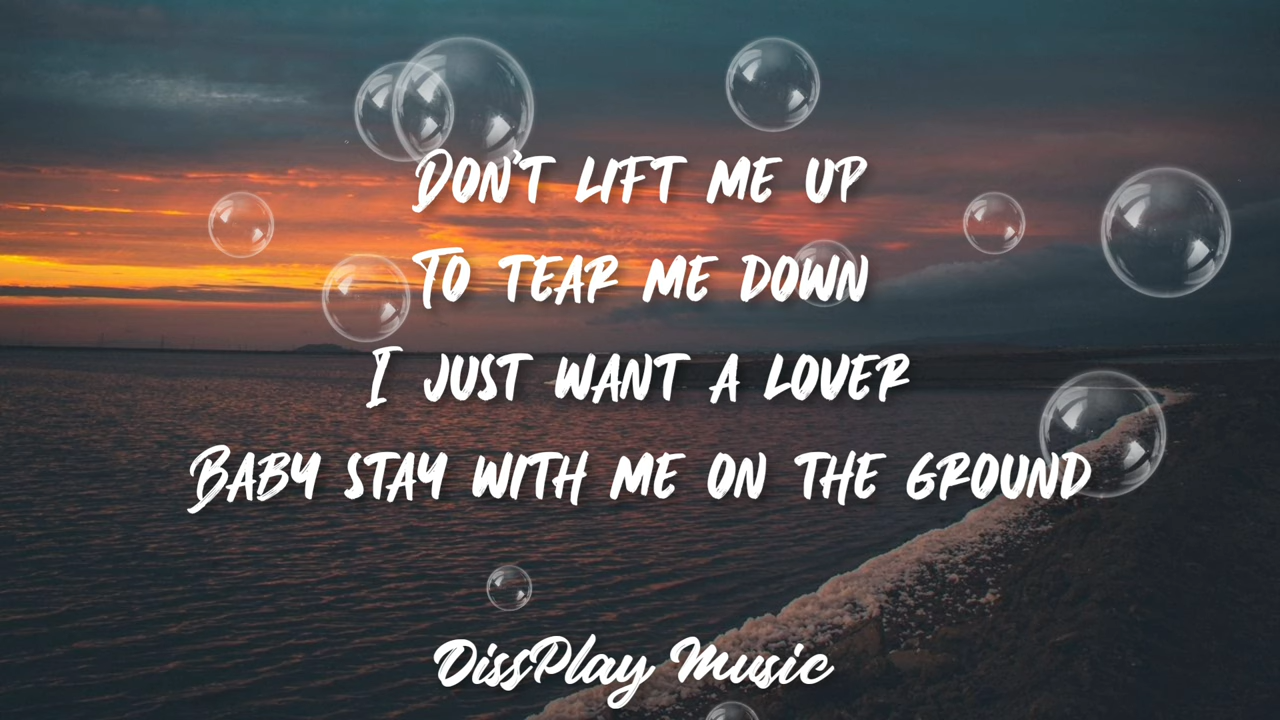 Don't lift me up
To tear me down
I just want a lover
Baby stay with me on the ground
DissPlay Music